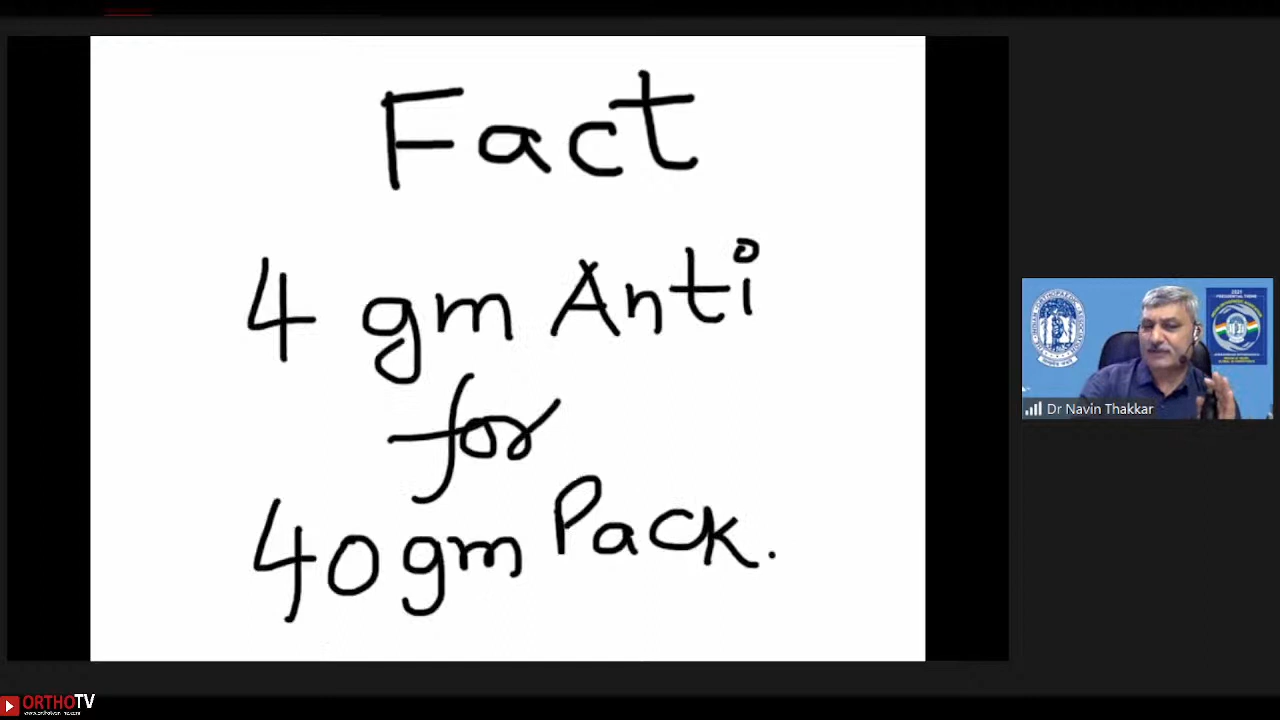 Fact
4 gm Anti
for
40 gm Pack.
Dr Navin Thakkar
ORTHOTV